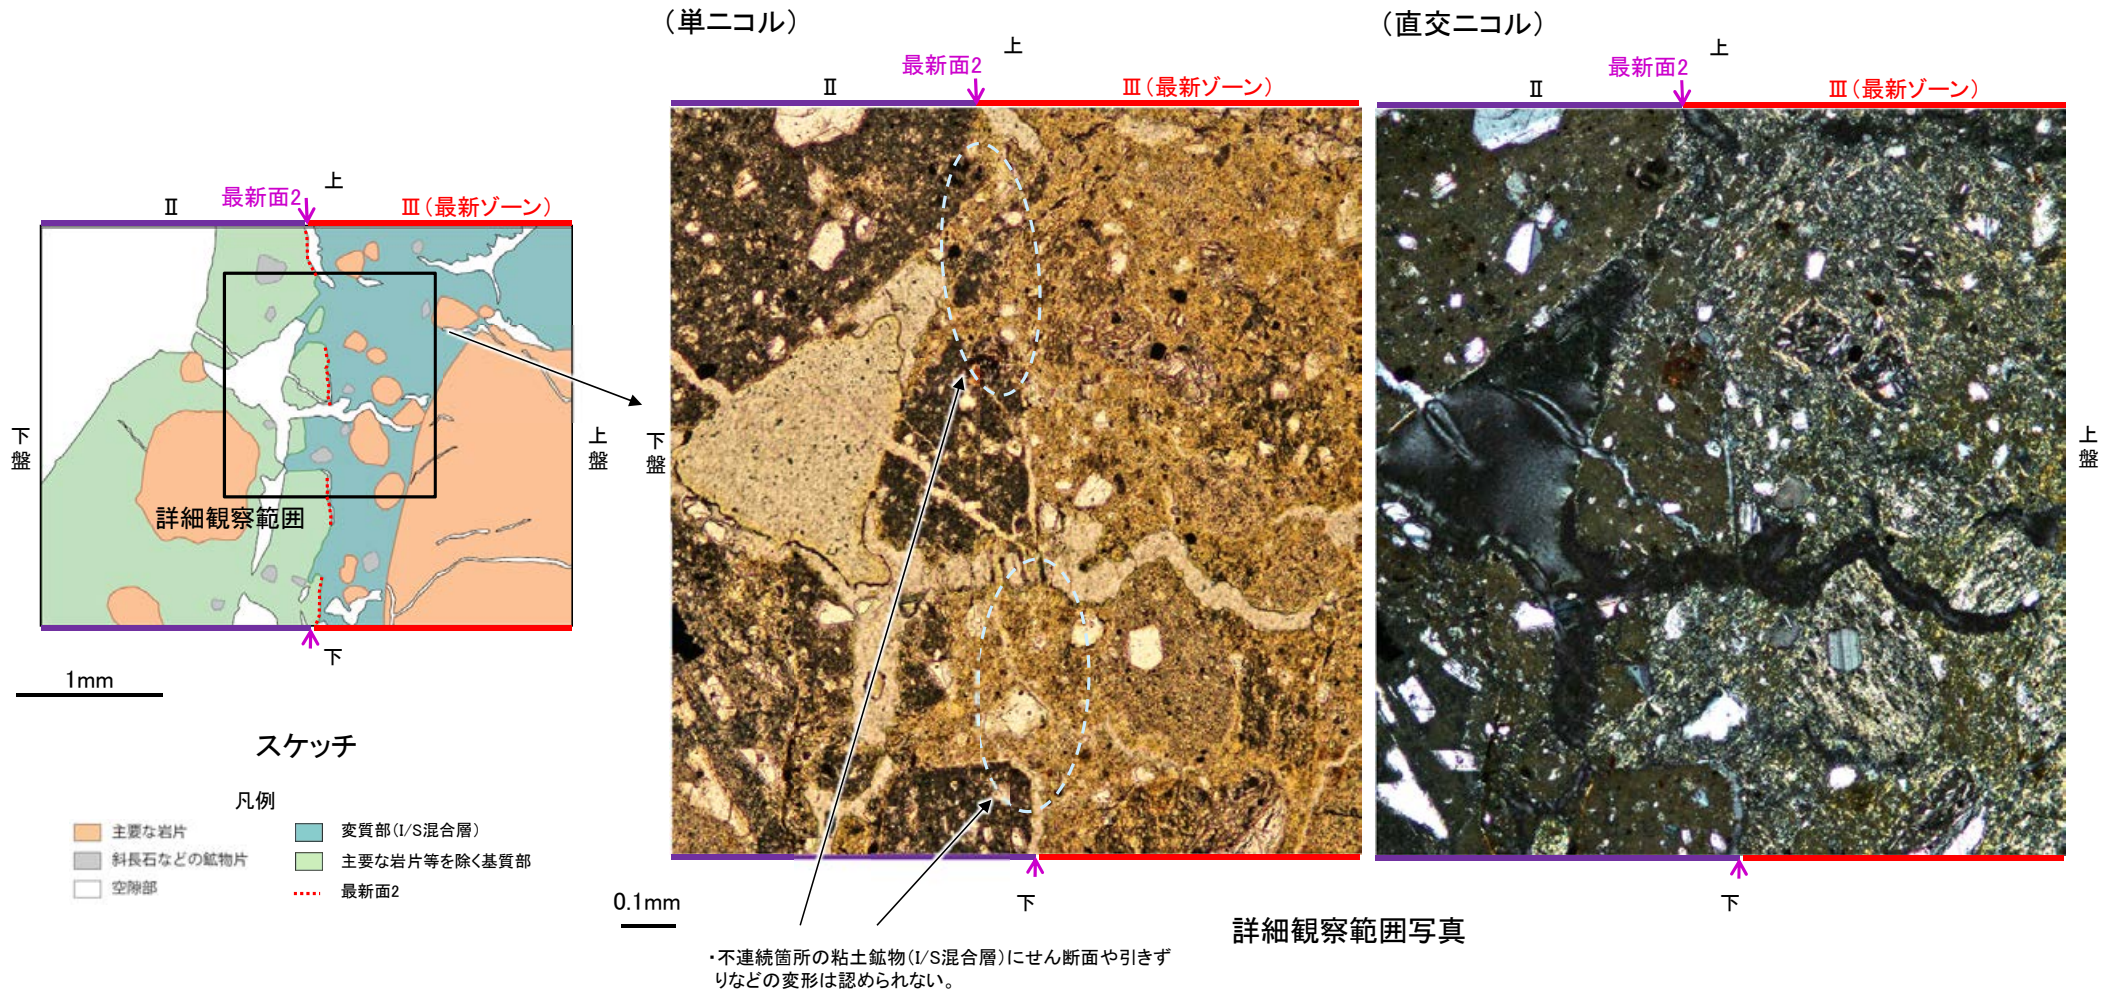 (単ニコル)
(直交ニコル)
上
最新面2
Ⅱ
Ⅲ(最新ゾーン)
上
最新面2
Ⅱ
Ⅲ(最新ゾーン)
上
最新面2
Ⅱ
Ⅲ(最新ゾーン)
下盤
上盤
詳細観察範囲
下
1mm
スケッチ
凡例
主要な岩片
斜長石などの鉱物片
空隙部
変質部(I/S混合層)
主要な岩片等を除く基質部
最新面2
下盤
上盤
0.1mm
下
下
詳細観察範囲写真
・不連続箇所の粘土鉱物(I/S混合層)にせん断面や引きず
りなどの変形は認められない。